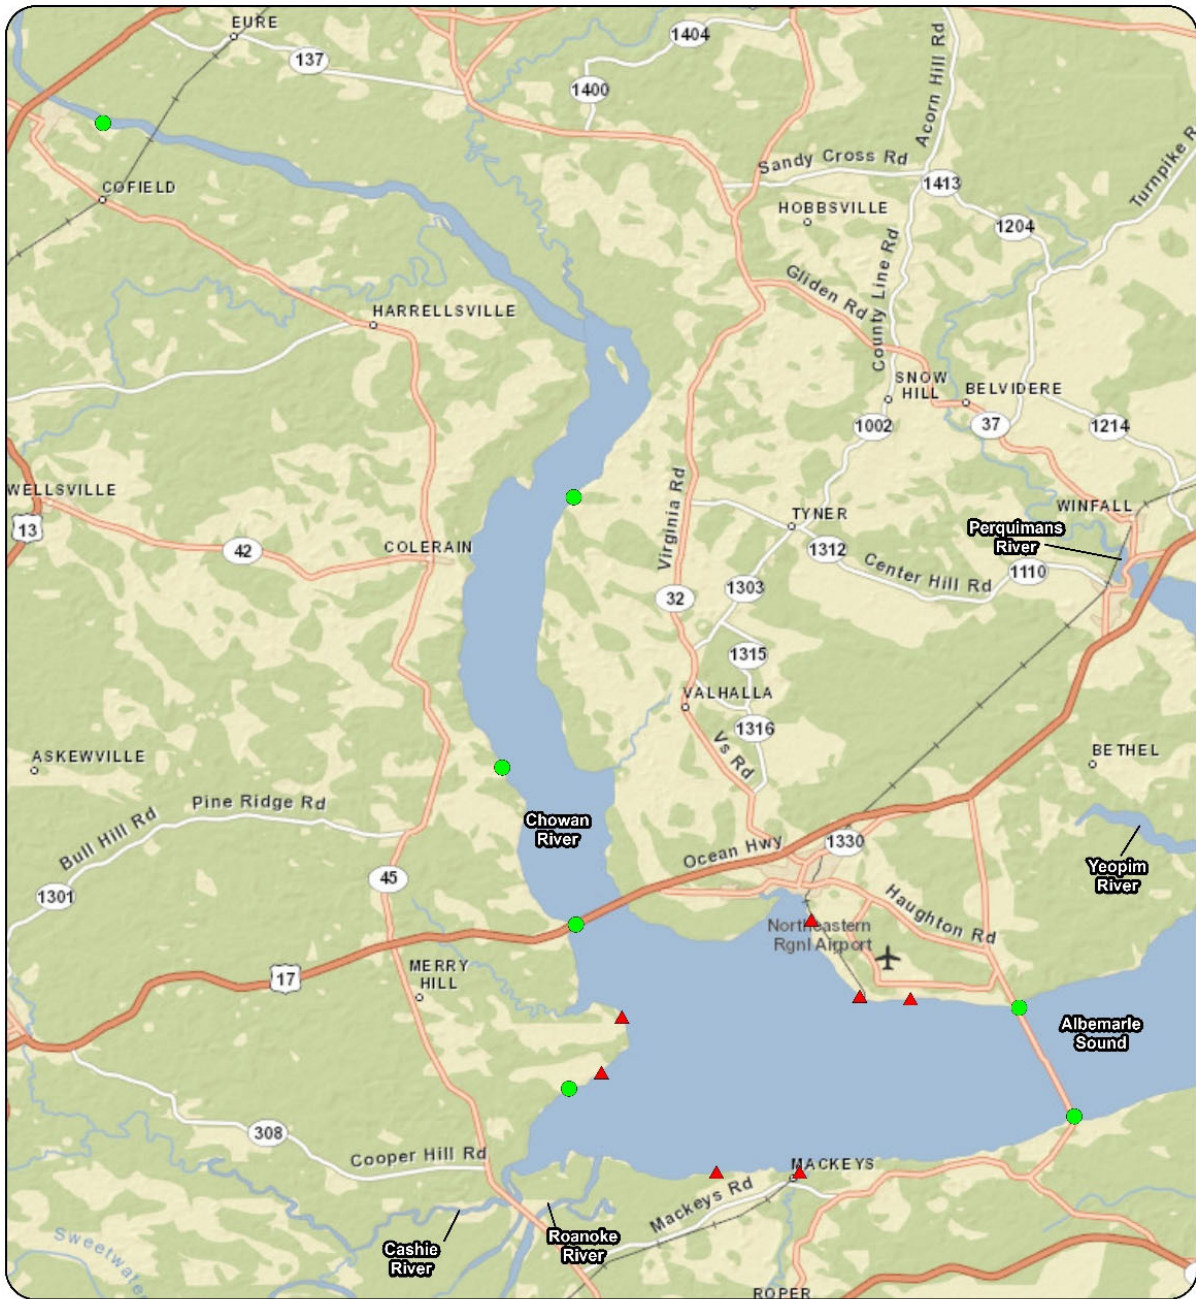 EURE
1404
137
1400
Acorn Hill Rd
Sandy Cross Rd
1413
Turnpike R
COFIELD
HOBBSVILLE
1204
County Line Rd
Gliden Rd
HARRELLSVILLE
SNOW
HILL
BELVIDERE
1002
37
1214
WELLSVILLE
13
Virginia Rd
WINFALL
TYNER
Perquimans
River
42
COLERAIN
1312
Center Hill Rd
1110
1303
32
1315
VALHALLA
1316
Vs Rd
ASKEWVILLE
BETHEL
Pine Ridge Rd
Bull Hill Rd
Chowan
River
Ocean Hwy
1330
Yeopim
River
45
1301
Haughton Rd
Northeastern
Rgnl Airport
17
MERRY
HILL
Albemarle
Sound
308
Cooper Hill Rd
MACKEYS
Mackeys Rd
Cashie
River
Roanoke
River
Sweetwater
ROPER